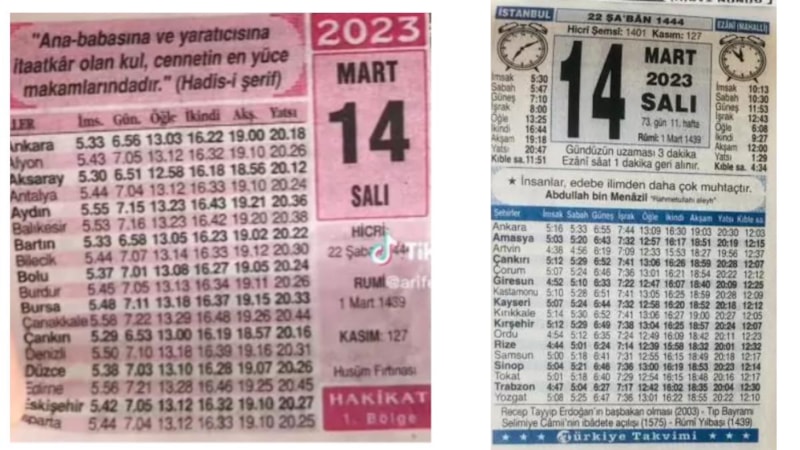 2023
"Ana-babasına ve yaratıcısına
itaatkâr olan kul, cennetin en yüce
makamlarındadır." (Hadis-i şerif)
MART
14
SALI
HİCRİ
22 Şaba
RUMİ
1 Mart 1439
KASIM: 127
Husüm Fırtınası
HAKİKAT
1. Bölge
LER İms. Gün. Öğle İkindi Akş. Yatsı
Ankara 5.33 6.56 13.03 16.22 19.00 20.18
Afyon 5.43 7.05 13.12 16.32 19.10 20.26
Aksaray 5.30 6.51 12.58 16.18 18.56 20.12
Antalya 5.44 7.04 13.12 16.33 19.10 20.24
Aydın 5.55 7.15 13.23 16.43 19.21 20.36
Balıkesir 5.53 7.16 13.23 16.42 19.20 20.38
Bartın 5.33 6.58 13.05 16.23 19.02 20.22
Bilecik 5.44 7.07 13.14 16.33 19.12 20.30
Bolu 5.37 7.01 13.08 16.27 19.05 20.24
Burdur 5.45 7.05 13.13 16.34 19.11 20.26
Bursa 5.48 7.11 13.18 16.37 19.15 20.33
Çanakkale 5.58 7.22 13.29 16.48 19.26 20.44
Çankırı 5.29 6.53 13.00 16.19 18.57 20.16
Denizli 5.50 7.10 13.18 16.39 19.16 20.31
Düzce 5.38 7.03 13.10 16.28 19.07 20.26
Edirne 5.56 7.21 13.28 16.46 19.25 20.45
Eskişehir 5.42 7.05 13.12 16.32 19.10 20.27
Isparta 5.44 7.04 13.12 16.33 19.10 20.25
İSTANBUL
22 ŞA'BÂN 1444
Hicrî Şemsî: 1401 Kasım: 127
EZÂNÎ (MAHALLÎ)
14
MART
2023
SALI
73. gün 11. hafta
Rûmî: 1 Mart 1439
İmsak 5:30
Sabah 5:47
Güneş 7:10
İşrak 8:00
Öğle 13:25
İkindi 16:44
Akşam 19:18
Yatsı 20:47
Kıble sa. 11:51
İmsak 10:13
Sabah 10:30
Güneş 11:53
İşrak 12:43
Öğle 6:08
İkindi 9:27
Akşam 12:00
Yatsı 1:29
Kıble sa. 4:34
Gündüzün uzaması 3 dakika
Ezânî sâat 1 dakika geri alınır.
★ İnsanlar, edebe ilimden daha çok muhtaçtır.
Abdullah bin Menâzil "Rahmetullahi aleyh"
Şehirler İmsak Sabah Güneş İşrak Öğle İkindi Akşam Yatsı Kıble sa.
Ankara 5:16 5:33 6:55 7:44 13:09 16:30 19:03 20:30 12:03
Amasya 5:03 5:20 6:43 7:32 12:57 16:17 18:51 20:19 12:15
Artvin 4:36 4:56 6:19 7:09 12:33 15:53 18:27 19:56 12:37
Çankırı 5:12 5:29 6:52 7:41 13:06 16:26 18:59 20:28 12:07
Çorum 5:07 5:24 6:46 7:36 13:01 16:21 18:54 20:22 12:12
Giresun 4:52 5:10 6:33 7:22 12:47 16:07 18:40 20:09 12:25
Kastamonu 5:10 5:28 6:51 7:41 13:05 16:25 18:59 20:28 12:09
Kayseri 5:07 5:24 6:44 7:32 12:58 16:20 18:52 20:18 12:12
Kırıkkale 5:14 5:30 6:52 7:41 13:06 16:27 19:00 20:27 12:05
Kırşehir 5:12 5:29 6:49 7:38 13:04 16:25 18:57 20:24 12:07
Ordu 4:54 5:12 6:35 7:24 12:49 16:09 18:42 20:11 12:23
Rize 4:44 5:01 6:24 7:14 12:39 15:58 18:32 20:01 12:32
Samsun 5:00 5:18 6:41 7:31 12:55 16:15 18:49 20:18 12:17
Sinop 5:04 5:21 6:46 7:36 13:00 16:19 18:53 20:23 12:14
Tokat 5:01 5:18 6:40 7:29 12:54 16:15 18:48 20:16 12:17
Trabzon 4:47 5:04 6:27 7:17 12:42 16:02 18:35 20:04 12:30
Yozgat 5:08 5:25 6:47 7:36 13:01 16:22 18:55 20:22 12:10
Recep Tayyip Erdoğan'ın başbakan olması (2003) - Tıp Bayramı
Selimiye Câmii'nin ibâdete açılışı (1575) - Rûmî Yılbaşı (1439)
Türkiye Takvimi